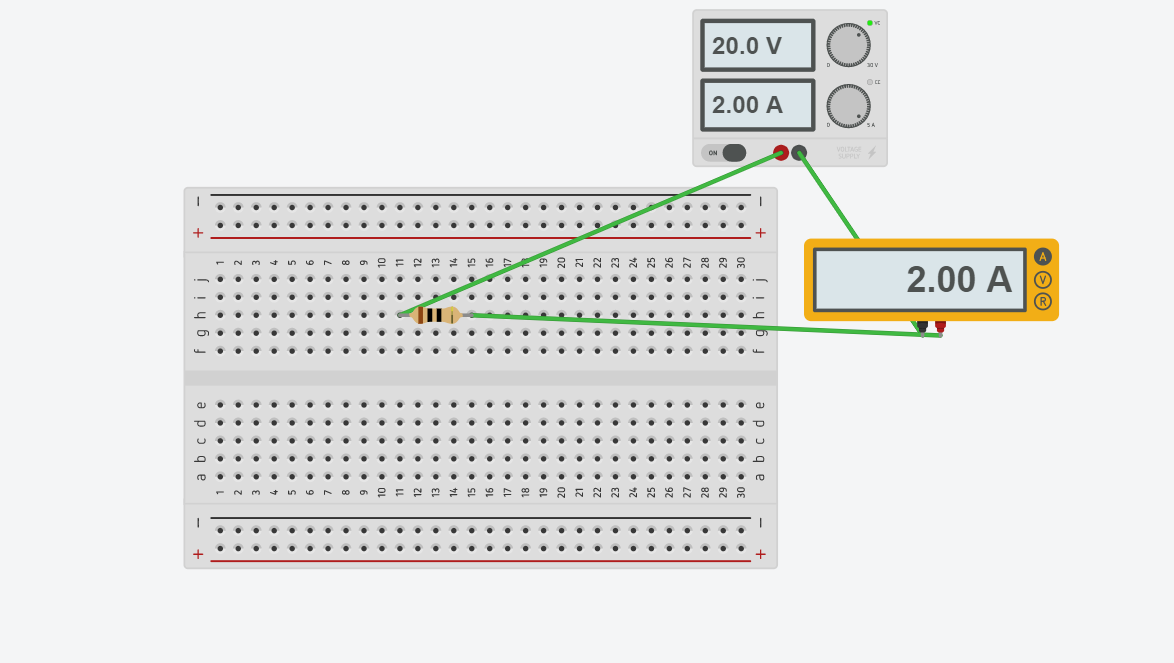 20.0 V
VC
0 30 V
2.00 A
CC
0 5 A
ON
VOLTAGE
SUPPLY
2.00 A
A
V
R
− −
+ +
1 2 3 4 5 6 7 8 9 10 11 12 13 14 15 16 17 18 19 20 21 22 23 24 25 26 27 28 29 30
j j
i i
h h
g g
f f
e e
d d
c c
b b
a a
1 2 3 4 5 6 7 8 9 10 11 12 13 14 15 16 17 18 19 20 21 22 23 24 25 26 27 28 29 30
− −
+ +